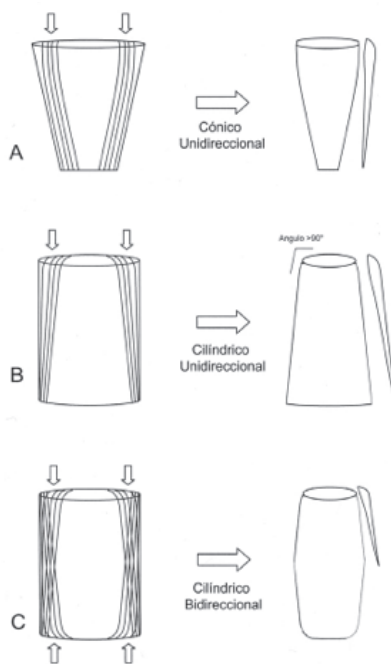 A
Cónico
Unidireccional
Angulo >90°
B
Cilíndrico
Unidireccional
C
Cilíndrico
Bidireccional